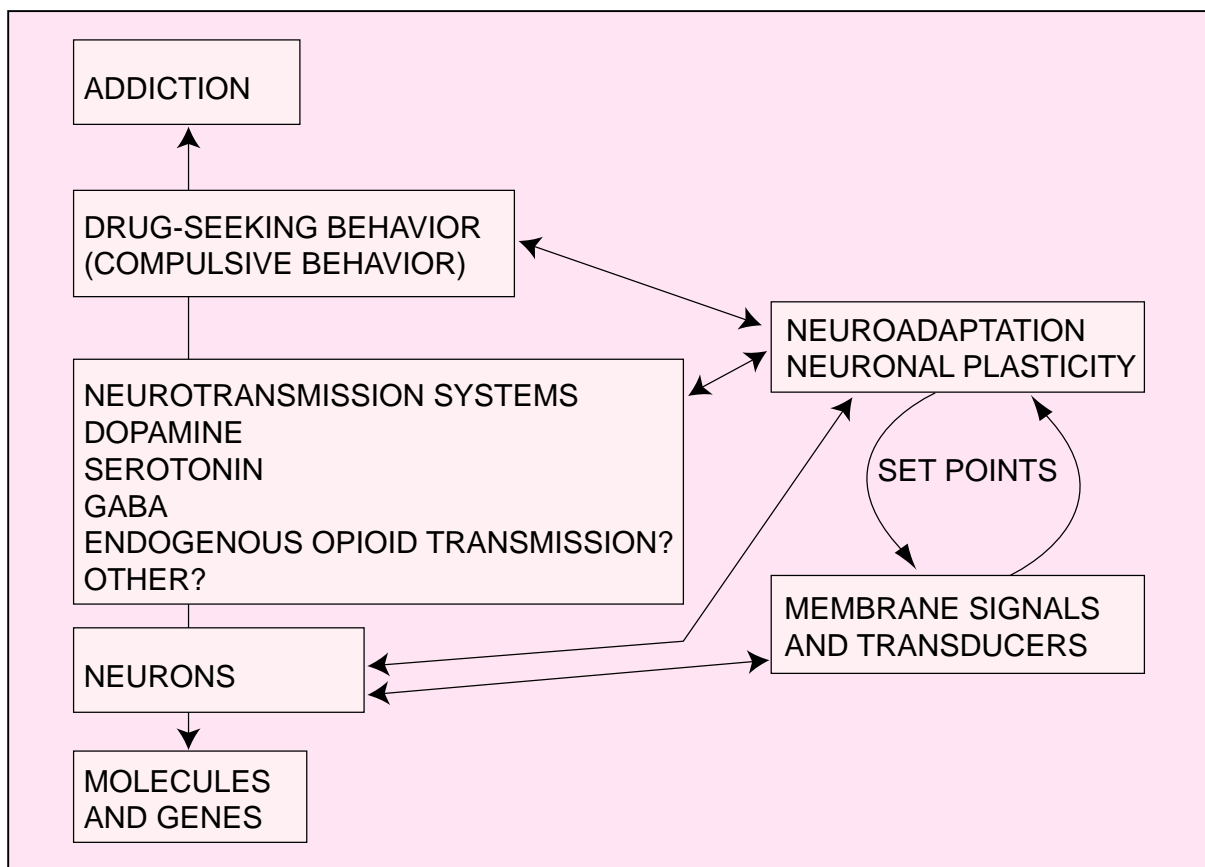 ADDICTION
DRUG-SEEKING BEHAVIOR
(COMPULSIVE BEHAVIOR)
NEUROADAPTATION
NEURONAL PLASTICITY
NEUROTRANSMISSION SYSTEMS
DOPAMINE
SEROTONIN
GABA
ENDOGENOUS OPIOID TRANSMISSION?
OTHER?
SET POINTS
MEMBRANE SIGNALS
AND TRANSDUCERS
NEURONS
MOLECULES
AND GENES